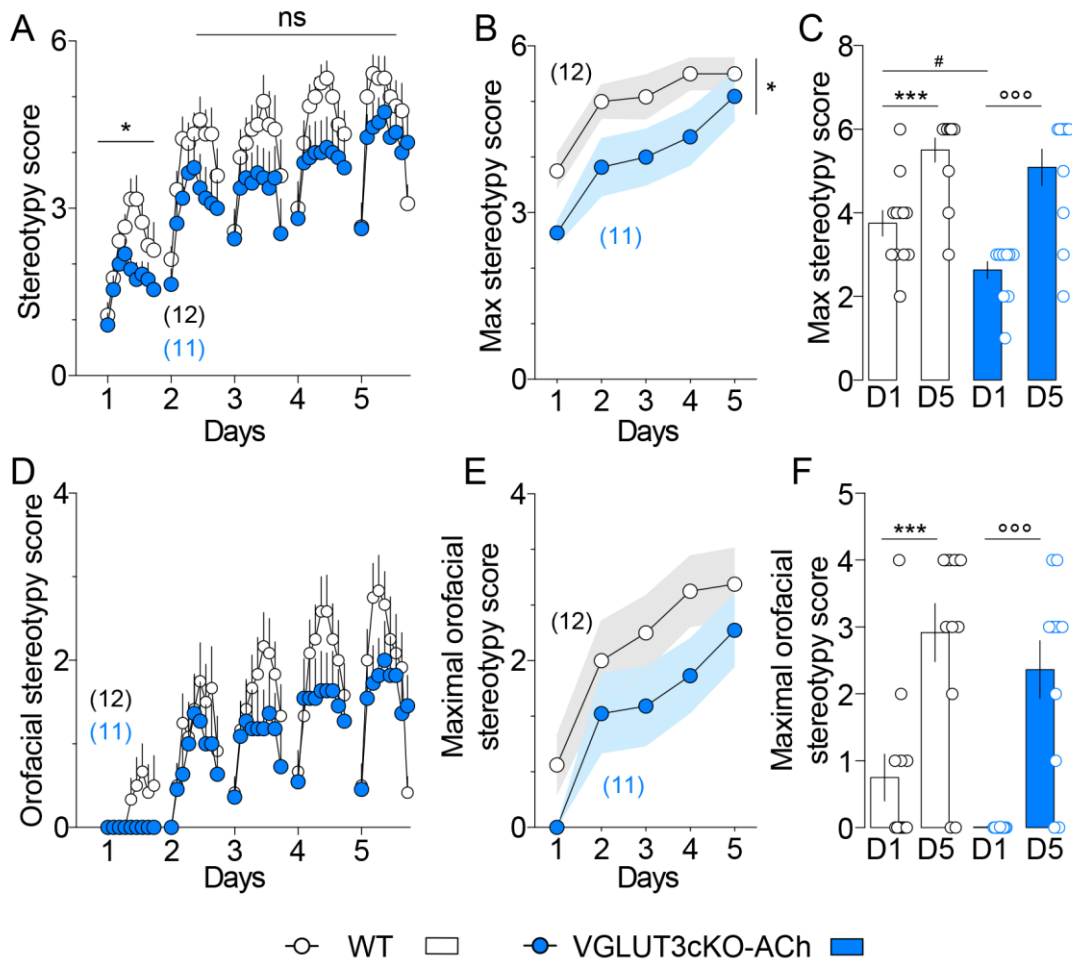 A
Stereotypy score
6
3
0
ns
*
(12)
(11)
1 2 3 4 5
Days
B
Max stereotypy score
6
3
0
(12)
(11)
*
1 2 3 4 5
Days
C
Max stereotypy score
8
6
4
2
0
#
*** °°°
D1 D5 D1 D5
D
Orofacial stereotypy score
4
2
0
(12)
(11)
1 2 3 4 5
Days
E
Maximal orofacial
stereotypy score
4
2
0
(12)
(11)
1 2 3 4 5
Days
F
Maximal orofacial
stereotypy score
5
4
3
2
1
0
*** °°°
D1 D5 D1 D5
WT VGLUT3cKO-ACh